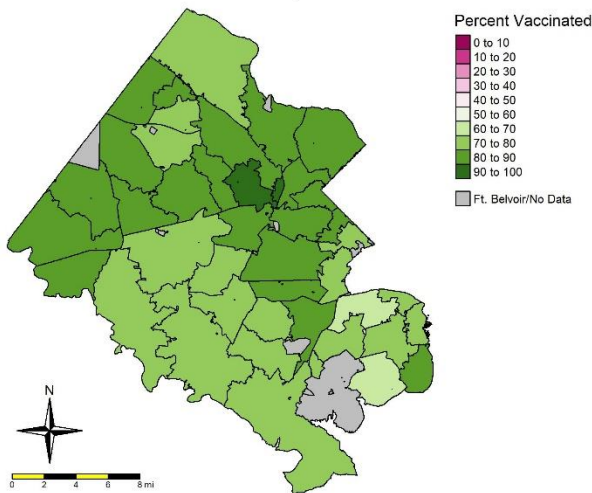 Percent Vaccinated
0 to 10
10 to 20
20 to 30
30 to 40
40 to 50
50 to 60
60 to 70
70 to 80
80 to 90
90 to 100
Ft. Belvoir/No Data
N
0 2 4 6 8 mi